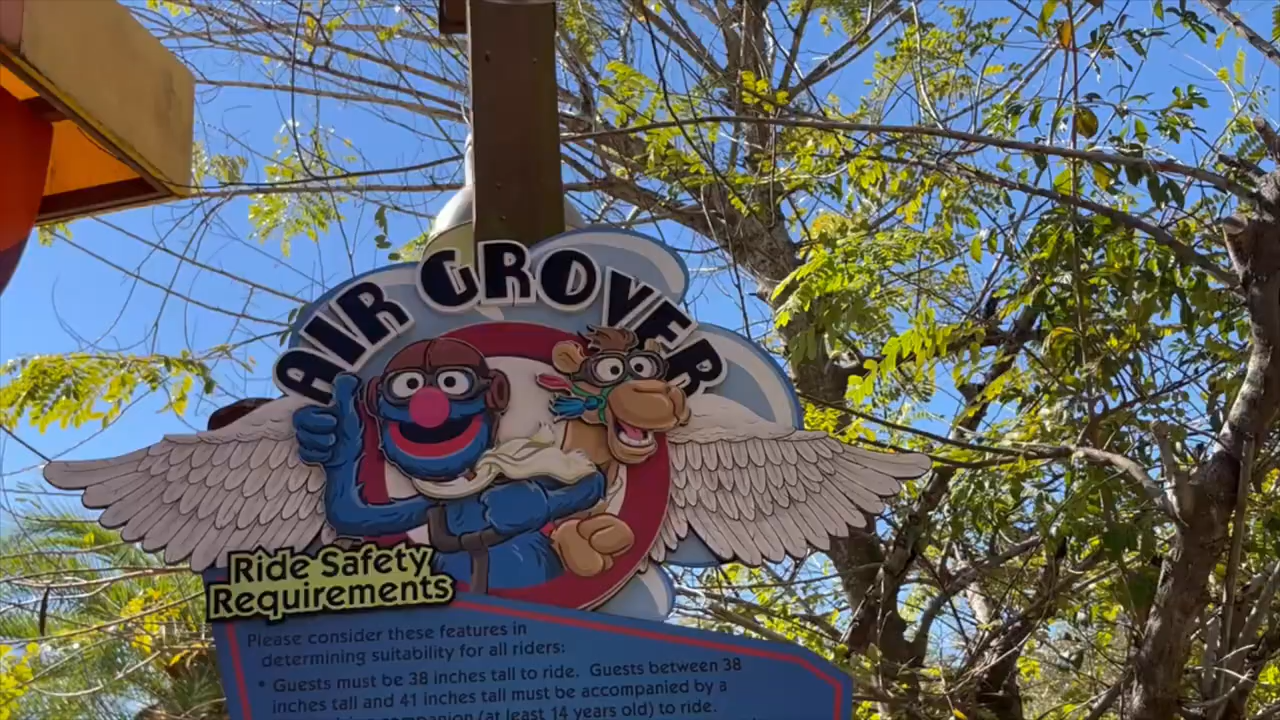 AIR GROVER
Ride Safety
Requirements
Please consider these features in
determining suitability for all riders:
• Guests must be 38 inches tall to ride. Guests between 38
inches tall and 41 inches tall must be accompanied by a
companion (at least 14 years old) to ride.